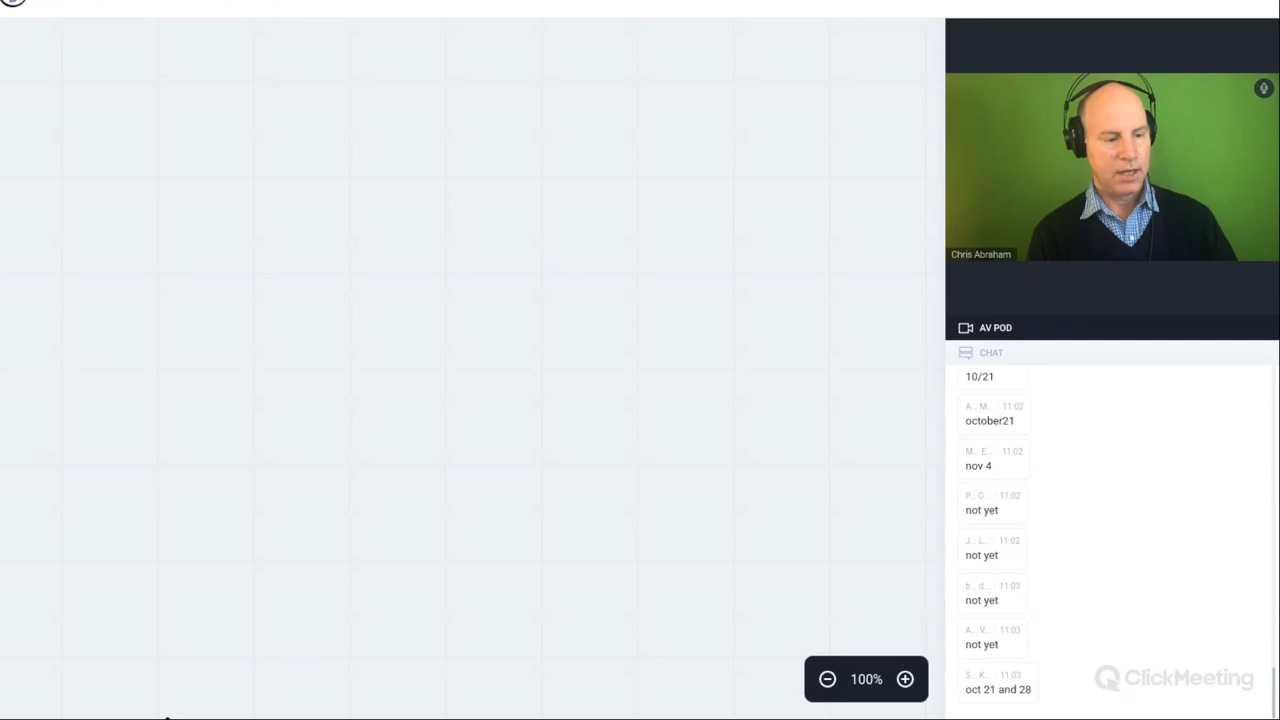 Chris Abraham
AV POD
CHAT
10/21
A... M... 11:02
october21
M... E... 11:02
nov 4
P... G... 11:02
not yet
J... L... 11:02
not yet
b... d... 11:03
not yet
A... V... 11:03
not yet
S... K... 11:03
oct 21 and 28
100%
ClickMeeting